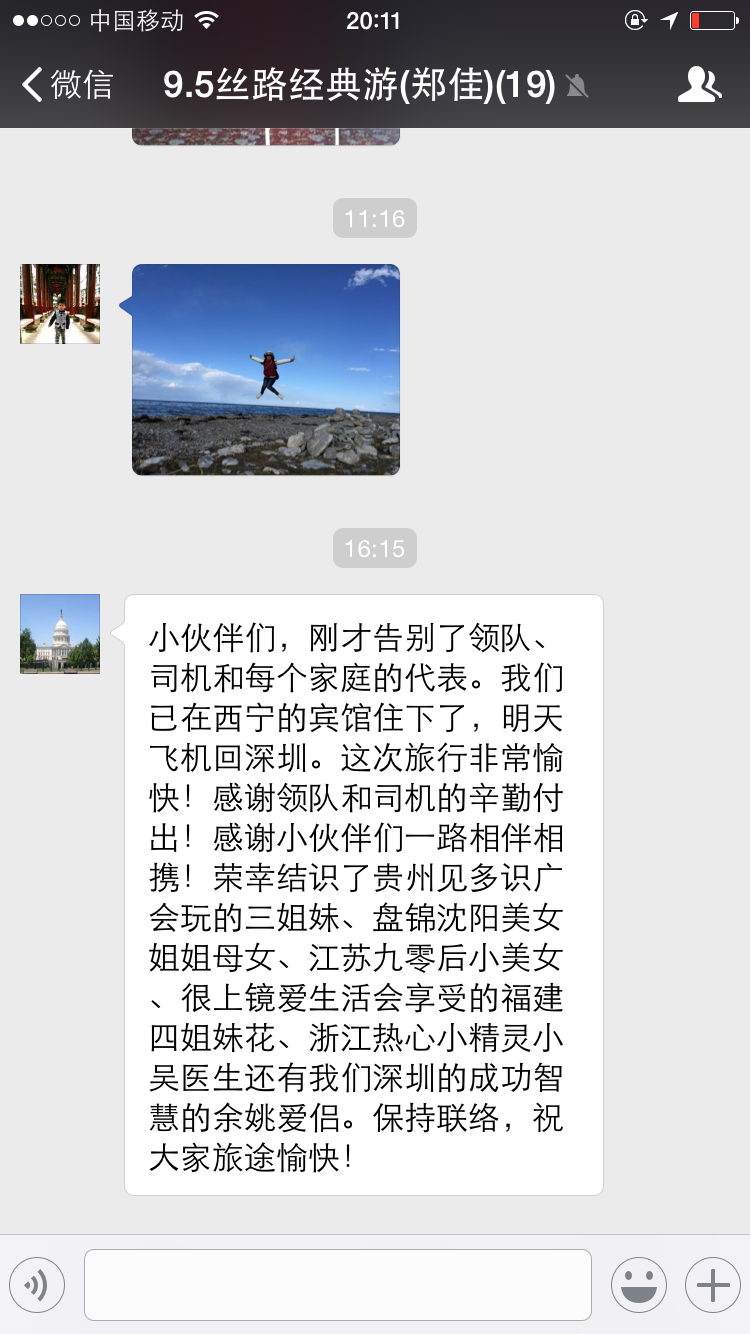 中国移动
20:11
微信
9.5丝路经典游(郑佳)(19)
11:16
16:15
小伙伴们，刚才告别了领队、
司机和每个家庭的代表。我们
已在西宁的宾馆住下了，明天
飞机回深圳。这次旅行非常愉
快！感谢领队和司机的辛勤付
出！感谢小伙伴们一路相伴相
携！荣幸结识了贵州见多识广
会玩的三姐妹、盘锦沈阳美女
姐姐母女、江苏九零后小美女
、很上镜爱生活会享受的福建
四姐妹花、浙江热心小精灵小
吴医生还有我们深圳的成功智
慧的余姚爱侣。保持联络，祝
大家旅途愉快！